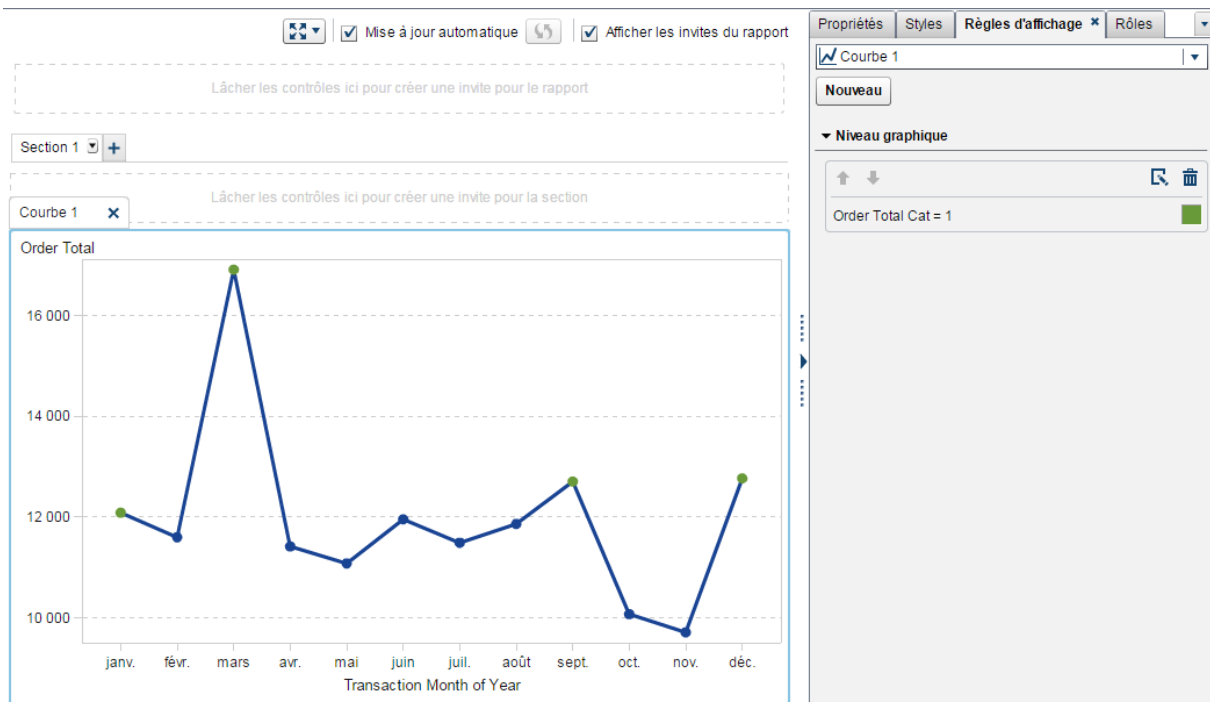 Mise à jour automatique Afficher les invites du rapport
Lâcher les contrôles ici pour créer une invite pour le rapport
Section 1
Lâcher les contrôles ici pour créer une invite pour la section
Courbe 1
Order Total
16 000
14 000
12 000
10 000
janv. févr. mars avr. mai juin juil. août sept. oct. nov. déc.
Transaction Month of Year
Propriétés Styles Règles d'affichage Rôles
Courbe 1
Nouveau
Niveau graphique
Order Total Cat = 1